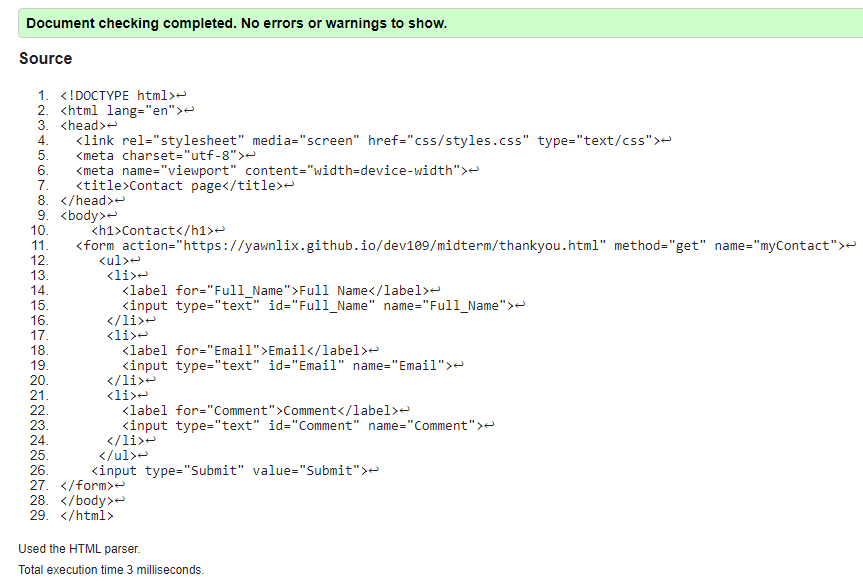 Document checking completed. No errors or warnings to show.
Source
1. <!DOCTYPE html>↩
2. <html lang="en">↩
3. <head>↩
4.   <link rel="stylesheet" media="screen" href="css/styles.css" type="text/css">↩
5.   <meta charset="utf-8">↩
6.   <meta name="viewport" content="width=device-width">↩
7.   <title>Contact page</title>↩
8. </head>↩
9. <body>↩
10.     <h1>Contact</h1>↩
11.   <form action="https://yawnlix.github.io/dev109/midterm/thankyou.html" method="get" name="myContact">↩
12.      <ul>↩
13.       <li>↩
14.         <label for="Full_Name">Full Name</label>↩
15.         <input type="text" id="Full_Name" name="Full_Name">↩
16.       </li>↩
17.       <li>↩
18.         <label for="Email">Email</label>↩
19.         <input type="text" id="Email" name="Email">↩
20.       </li>↩
21.       <li>↩
22.         <label for="Comment">Comment</label>↩
23.         <input type="text" id="Comment" name="Comment">↩
24.       </li>↩
25.      </ul>↩
26.     <input type="Submit" value="Submit">↩
27. </form>↩
28. </body>↩
29. </html>
Used the HTML parser.
Total execution time 3 milliseconds.